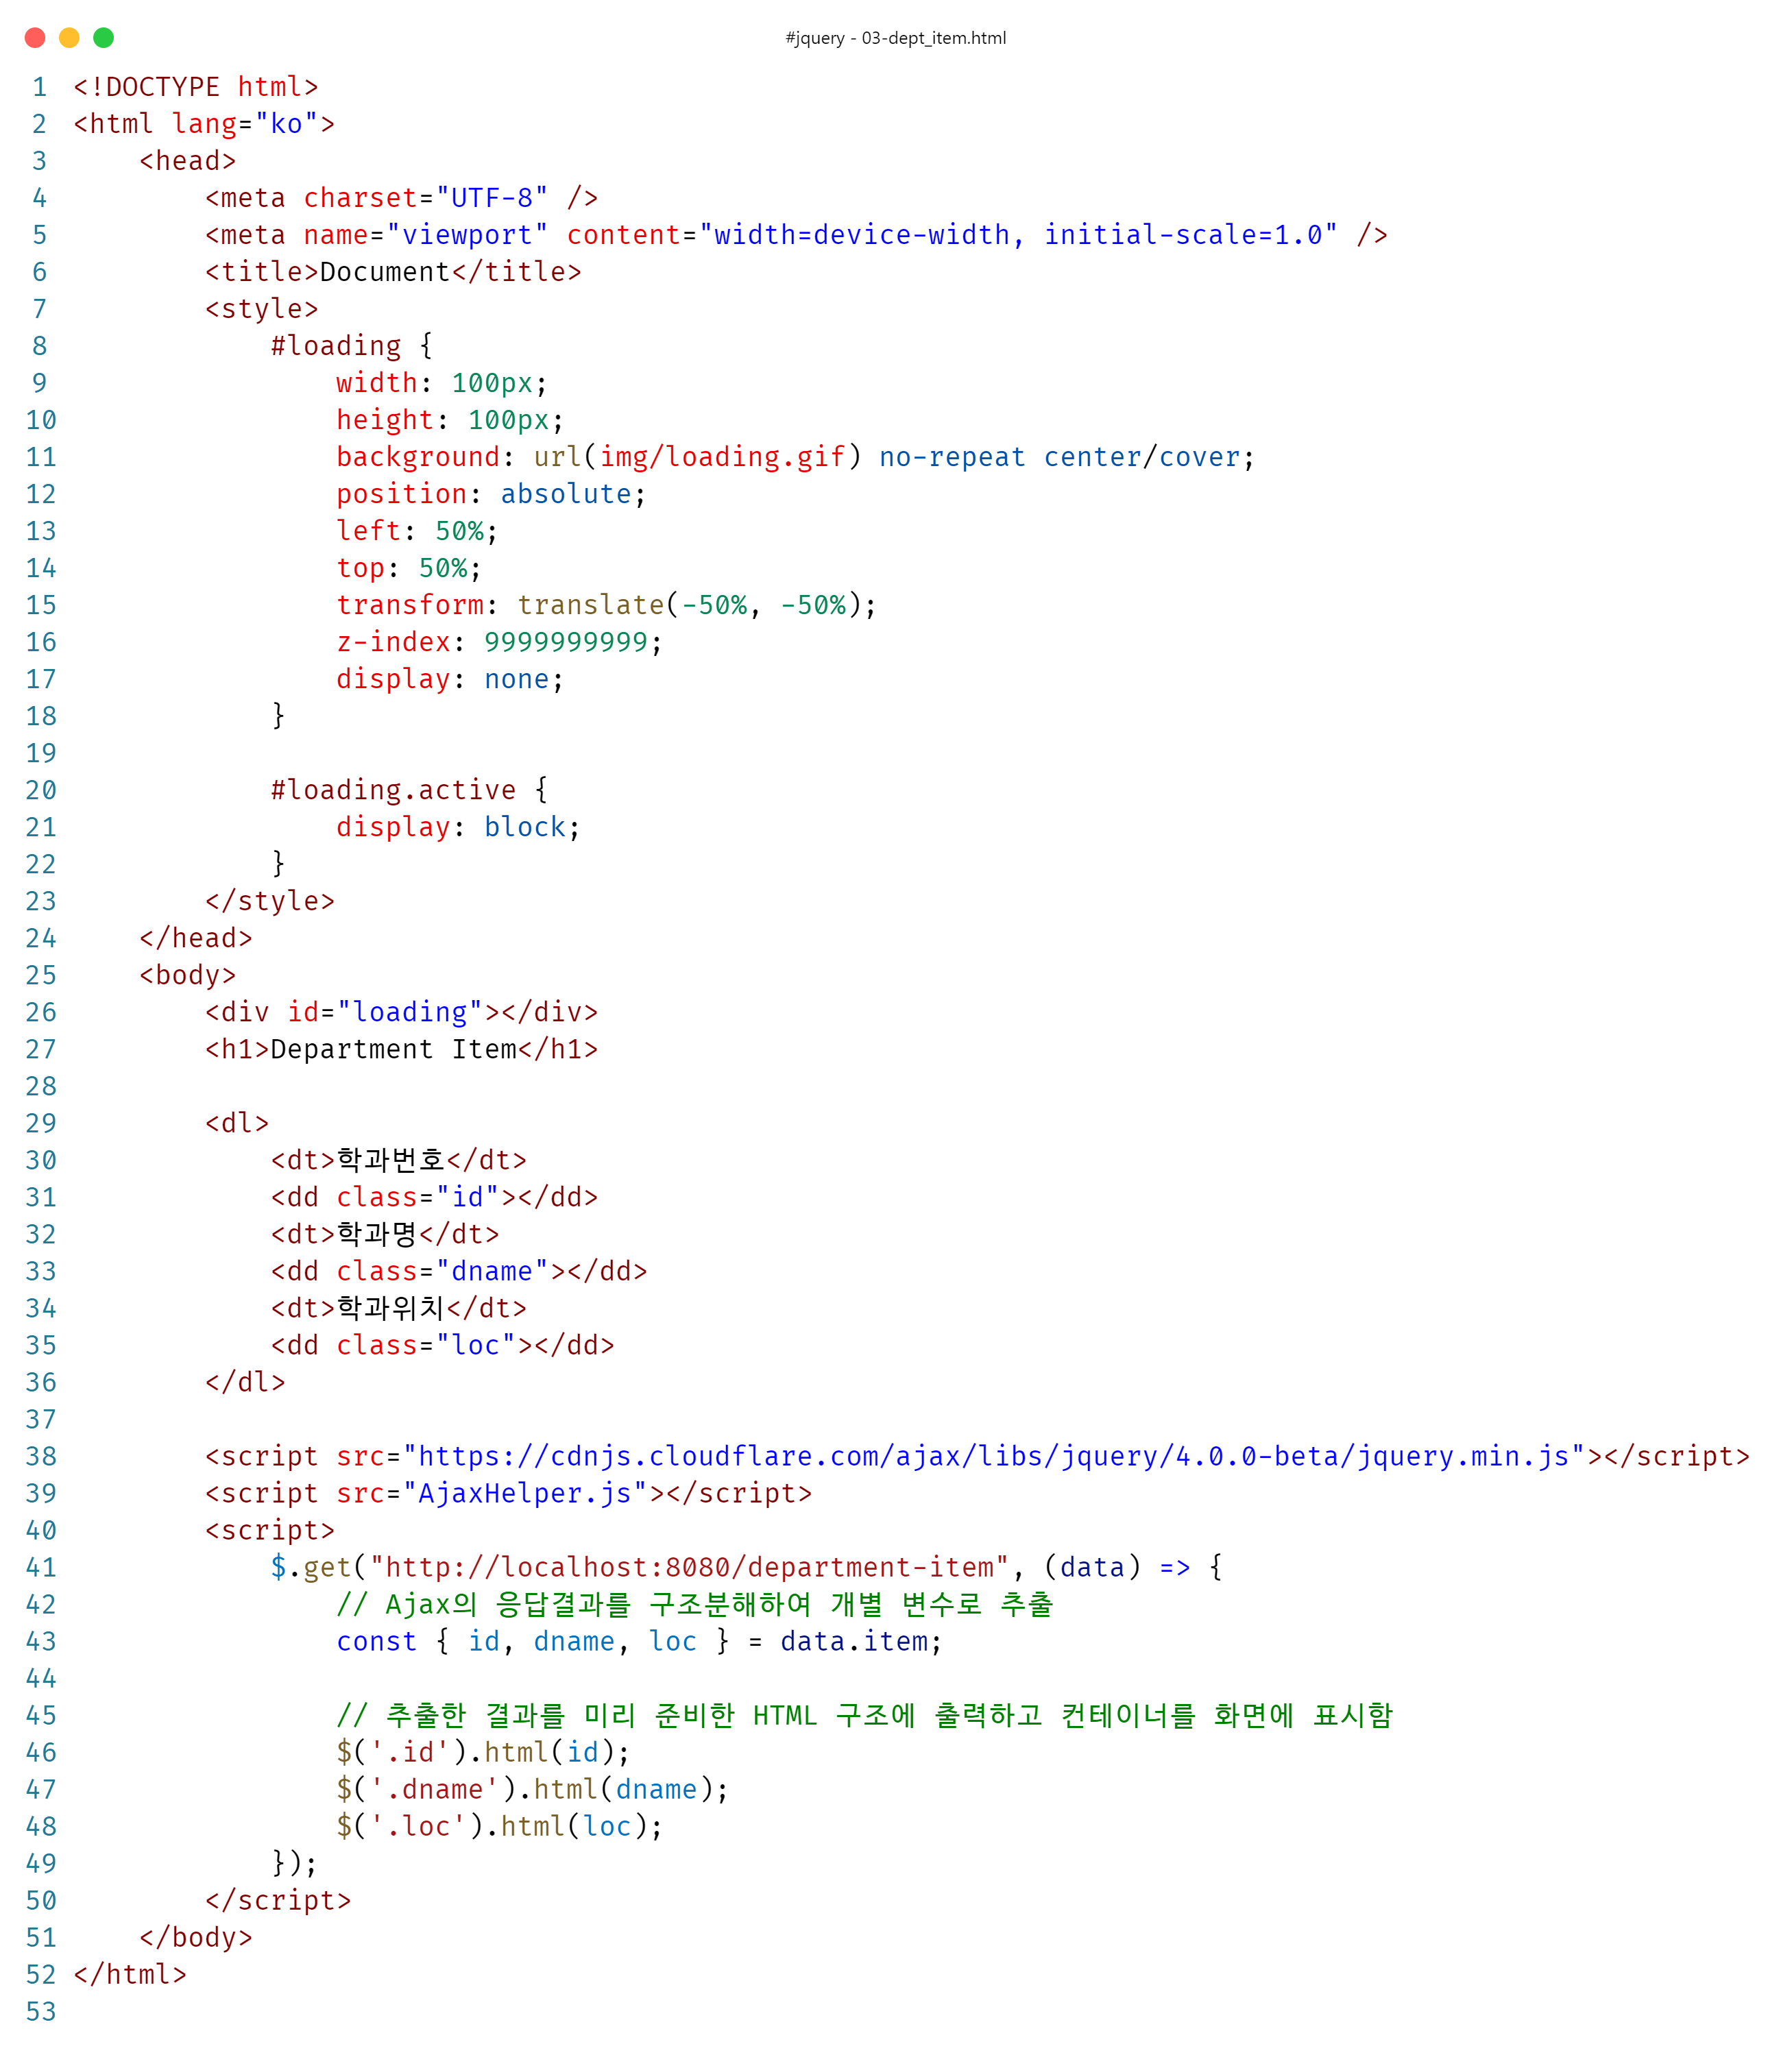 #jquery - 03-dept_item.html
1 <!DOCTYPE html>
2 <html lang="ko">
3     <head>
4         <meta charset="UTF-8" />
5         <meta name="viewport" content="width=device-width, initial-scale=1.0" />
6         <title>Document</title>
7         <style>
8             #loading {
9                 width: 100px;
10                 height: 100px;
11                 background: url(img/loading.gif) no-repeat center/cover;
12                 position: absolute;
13                 left: 50%;
14                 top: 50%;
15                 transform: translate(-50%, -50%);
16                 z-index: 9999999999;
17                 display: none;
18             }
19
20             #loading.active {
21                 display: block;
22             }
23         </style>
24     </head>
25     <body>
26         <div id="loading"></div>
27         <h1>Department Item</h1>
28
29         <dl>
30             <dt>학과번호</dt>
31             <dd class="id"></dd>
32             <dt>학과명</dt>
33             <dd class="dname"></dd>
34             <dt>학과위치</dt>
35             <dd class="loc"></dd>
36         </dl>
37
38         <script src="https://cdnjs.cloudflare.com/ajax/libs/jquery/4.0.0-beta/jquery.min.js"></script>
39         <script src="AjaxHelper.js"></script>
40         <script>
41             $.get("http://localhost:8080/department-item", (data) => {
42                 // Ajax의 응답결과를 구조분해하여 개별 변수로 추출
43                 const { id, dname, loc } = data.item;
44
45                 // 추출한 결과를 미리 준비한 HTML 구조에 출력하고 컨테이너를 화면에 표시함
46                 $('.id').html(id);
47                 $('.dname').html(dname);
48                 $('.loc').html(loc);
49             });
50         </script>
51     </body>
52 </html>
53